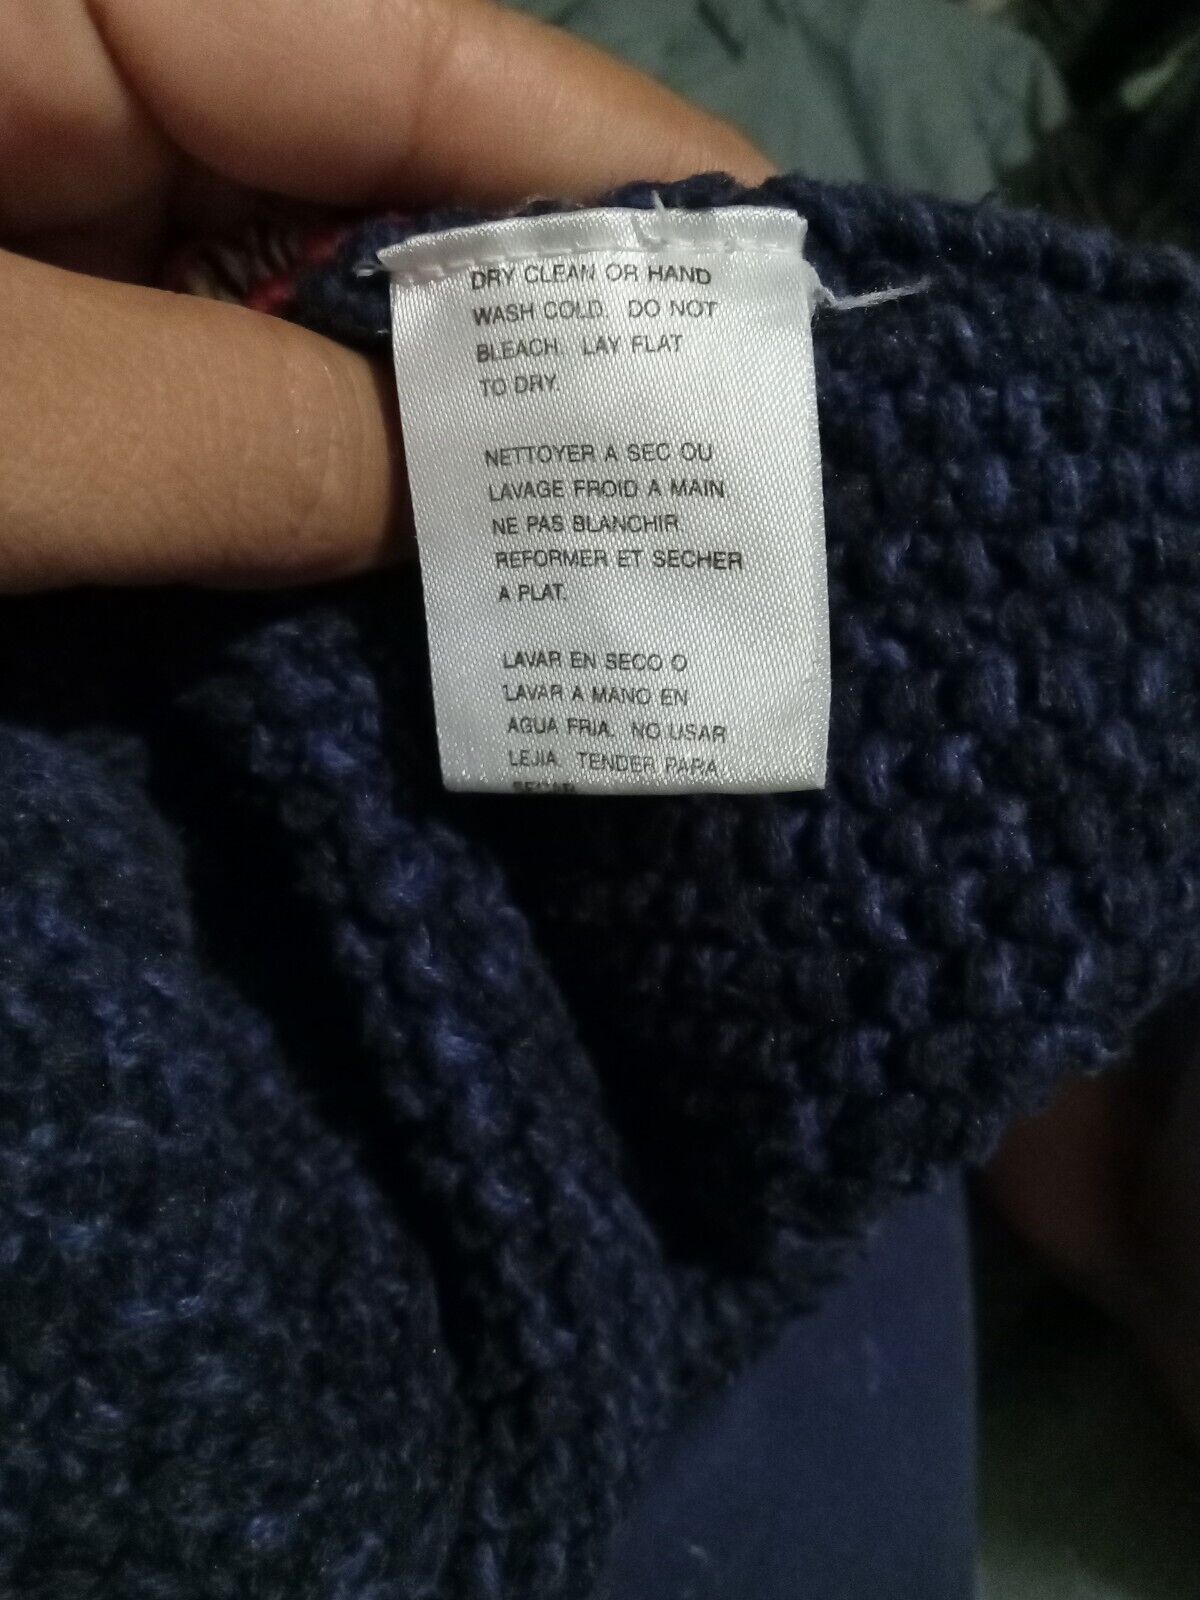 DRY CLEAN OR HAND
WASH COLD. DO NOT
BLEACH. LAY FLAT
TO DRY.
NETTOYER A SEC OU
LAVAGE FROID A MAIN.
NE PAS BLANCHIR
REFORMER ET SECHER
A PLAT.
LAVAR EN SECO O
LAVAR A MANO EN
AGUA FRIA. NO USAR
LEJIA. TENDER PARA
SECAR